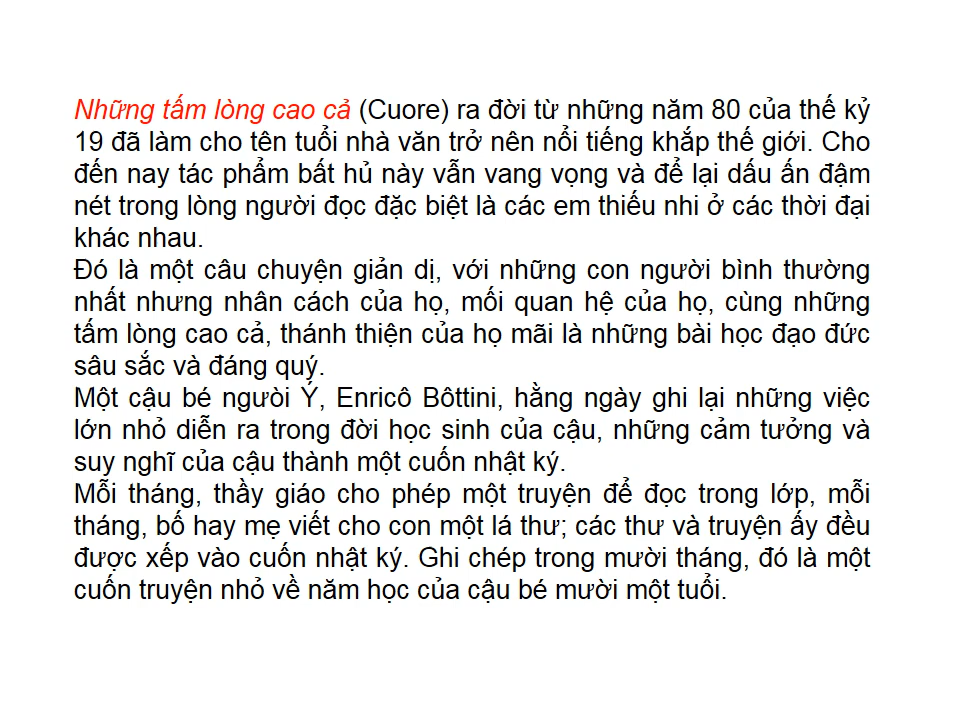 Những tấm lòng cao cả (Cuore) ra đời từ những năm 80 của thế kỷ
19 đã làm cho tên tuổi nhà văn trở nên nổi tiếng khắp thế giới. Cho
đến nay tác phẩm bất hủ này vẫn vang vọng và để lại dấu ấn đậm
nét trong lòng người đọc đặc biệt là các em thiếu nhi ở các thời đại
khác nhau.
Đó là một câu chuyện giản dị, với những con người bình thường
nhất nhưng nhân cách của họ, mối quan hệ của họ, cùng những
tấm lòng cao cả, thánh thiện của họ mãi là những bài học đạo đức
sâu sắc và đáng quý.
Một cậu bé người Ý, Enricô Bôttini, hằng ngày ghi lại những việc
lớn nhỏ diễn ra trong đời học sinh của cậu, những cảm tưởng và
suy nghĩ của cậu thành một cuốn nhật ký.
Mỗi tháng, thầy giáo cho phép một truyện để đọc trong lớp, mỗi
tháng, bố hay mẹ viết cho con một lá thư; các thư và truyện ấy đều
được xếp vào cuốn nhật ký. Ghi chép trong mười tháng, đó là một
cuốn truyện nhỏ về năm học của cậu bé mười một tuổi.